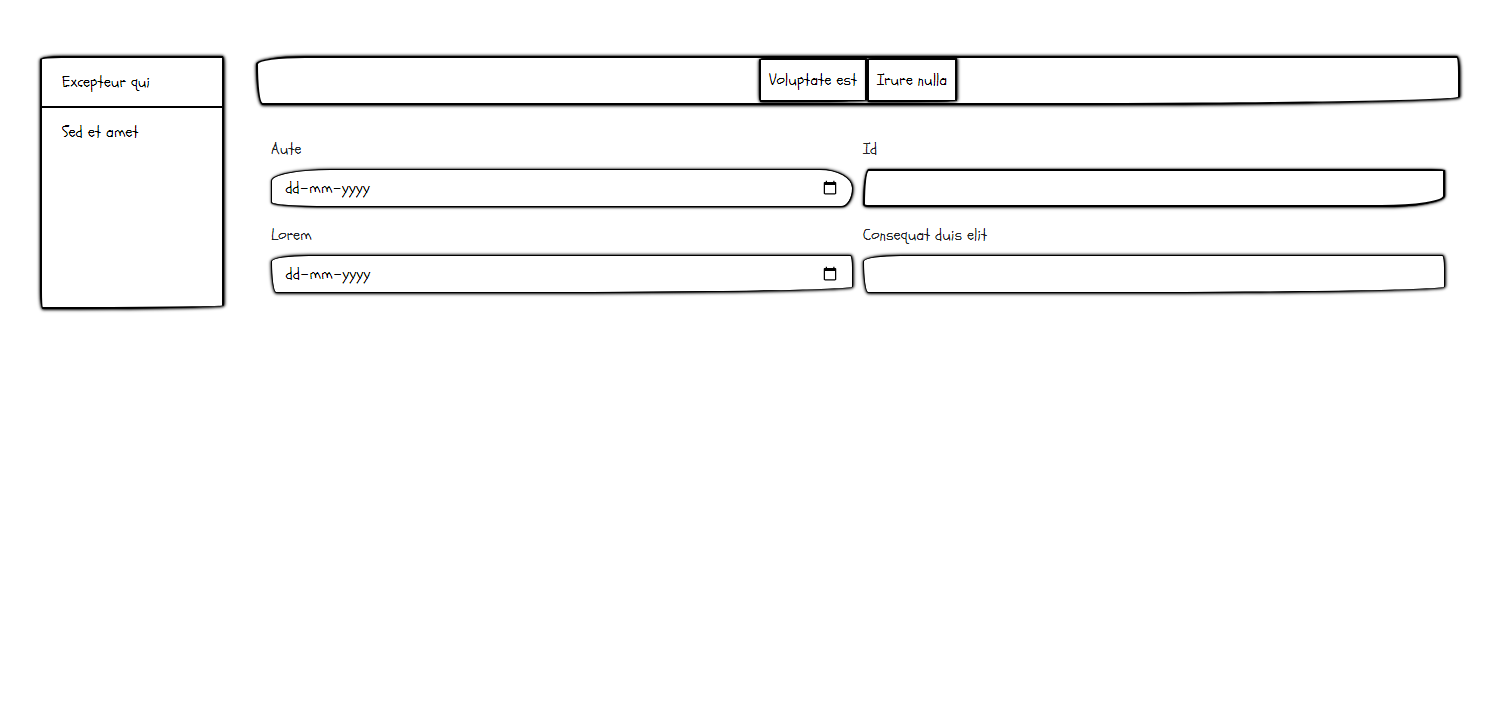 Excepteur qui
Sed et amet
Voluptate est
Irure nulla
Aute
Id
dd-mm-yyyy
Lorem
Consequat duis elit
dd-mm-yyyy